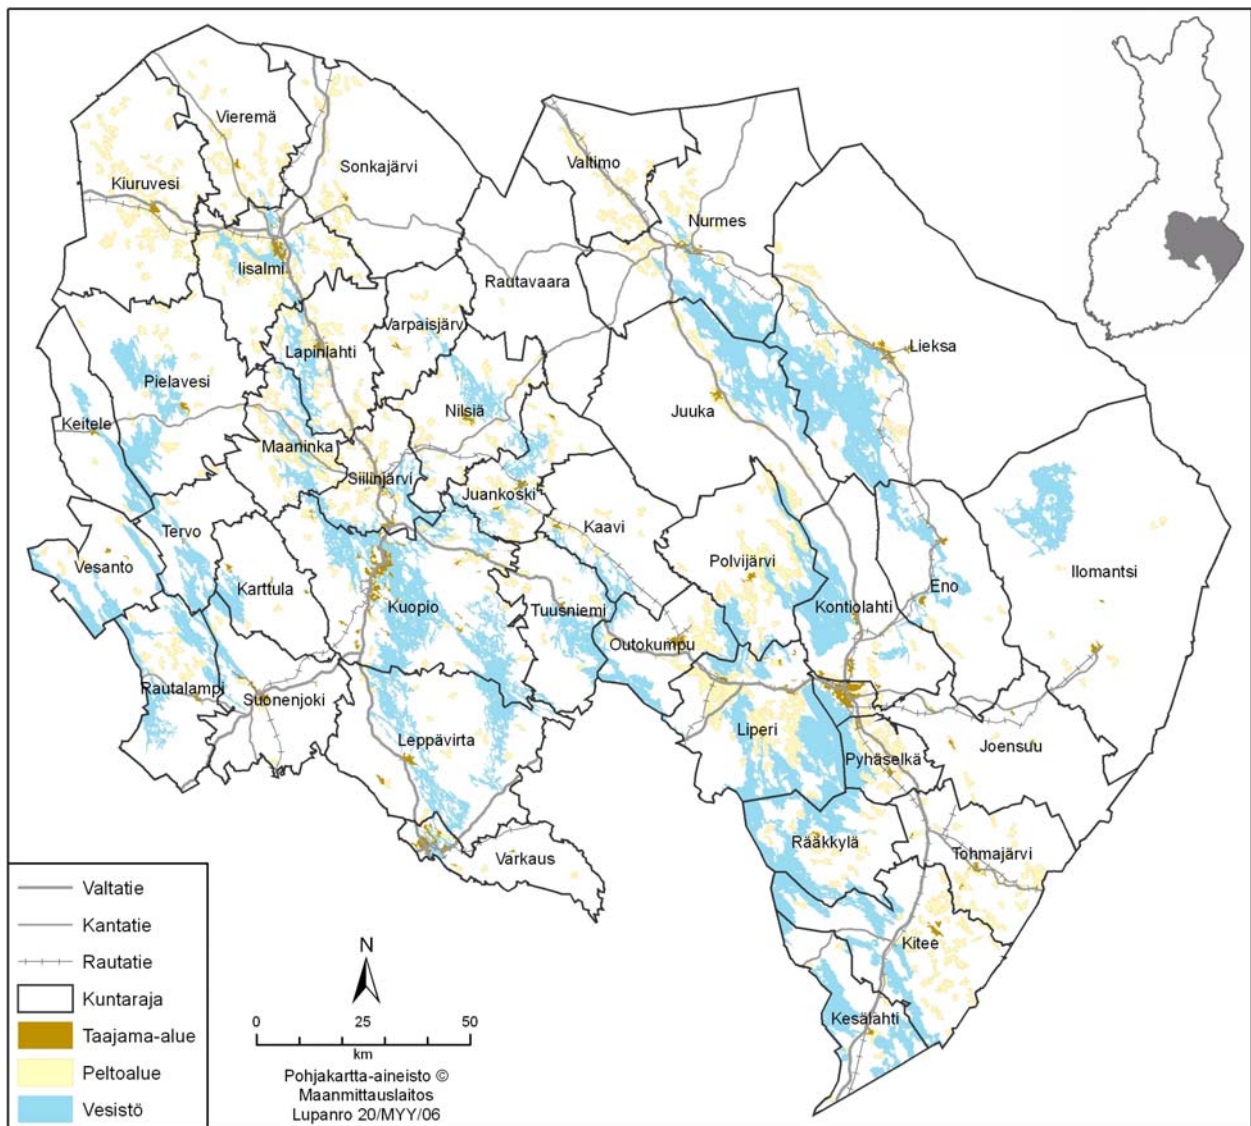 Vieremä
Sonkajärvi
Kiuruvesi
Valtimo
Nurmes
Iisalmi
Rautavaara
Varpaisjärvi
Lapinlahti
Lieksa
Pielavesi
Keitele
Nilsiä
Juuka
Maaninka
Siilinjärvi
Juankoski
Kaavi
Tervo
Vesanto
Karttula
Polvijärvi
Ilomantsi
Kuopio
Tuusniemi
Kontiolahti
Eno
Outokumpu
Rautalampi
Suonenjoki
Leppävirta
Liperi
Pyhäselkä
Joensuu
Varkaus
Rääkkylä
Tohmajärvi
Kitee
Kesälahti
Valtatie
Kantatie
Rautatie
Kuntaraja
Taajama-alue
Peltoalue
Vesistö
N
0 25 50
km
Pohjakartta-aineisto ©
Maanmittauslaitos
Lupanro 20/MYY/06